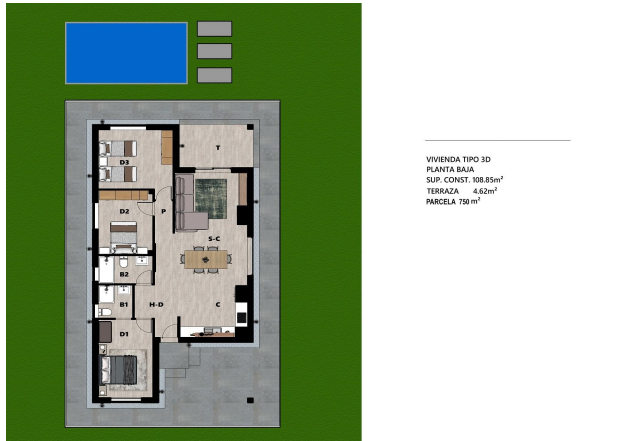 D3
T
D2
P
S-C
B2
B1
H-D
C
D1
VIVIENDA TIPO 3D
PLANTA BAJA
SUP. CONST. 108.85m²
TERRAZA 4.62m²
PARCELA 750 m²